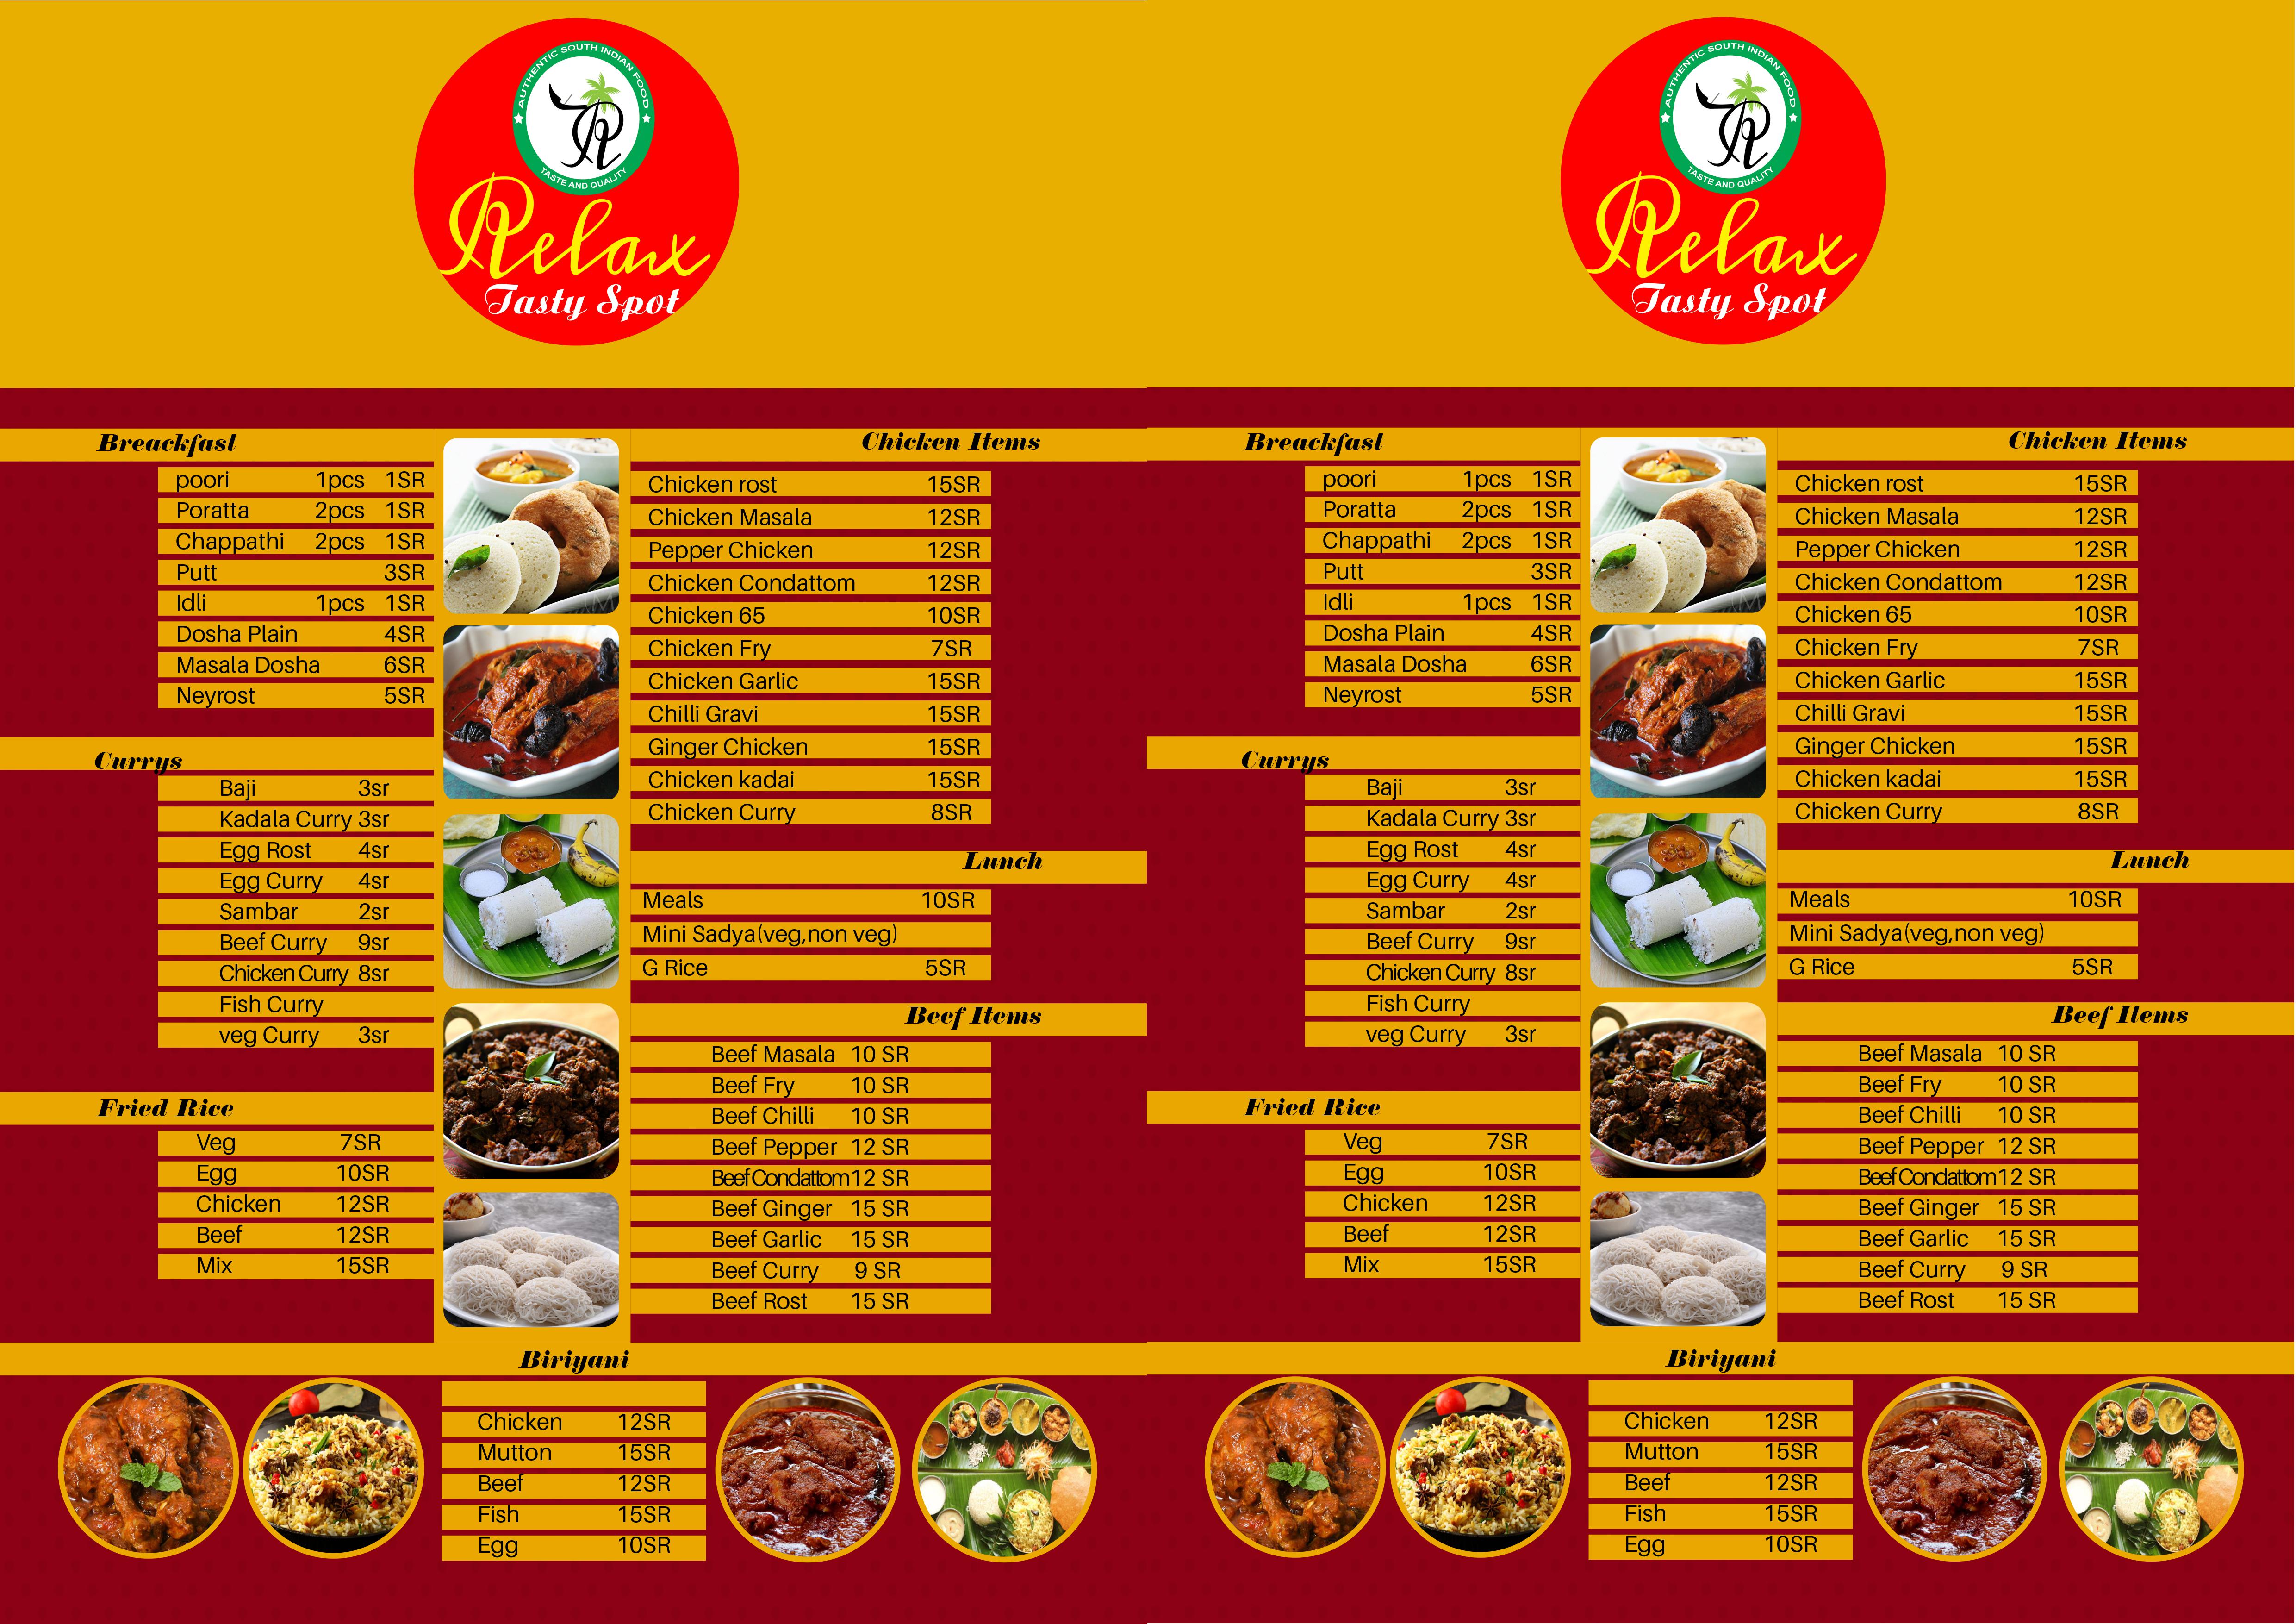 AUTHENTIC SOUTH INDIAN FOOD
TR
TASTE AND QUALITY
Relax
Tasty Spot
Breackfast
poori 1pcs 1SR
Poratta 2pcs 1SR
Chappathi 2pcs 1SR
Putt 3SR
Idli 1pcs 1SR
Dosha Plain 4SR
Masala Dosha 6SR
Neyrost 5SR
Currys
Baji 3sr
Kadala Curry 3sr
Egg Rost 4sr
Egg Curry 4sr
Sambar 2sr
Beef Curry 9sr
Chicken Curry 8sr
Fish Curry
veg Curry 3sr
Fried Rice
Veg 7SR
Egg 10SR
Chicken 12SR
Beef 12SR
Mix 15SR
Chicken Items
Chicken rost 15SR
Chicken Masala 12SR
Pepper Chicken 12SR
Chicken Condattom 12SR
Chicken 65 10SR
Chicken Fry 7SR
Chicken Garlic 15SR
Chilli Gravi 15SR
Ginger Chicken 15SR
Chicken kadai 15SR
Chicken Curry 8SR
Lunch
Meals 10SR
Mini Sadya(veg,non veg)
G Rice 5SR
Beef Items
Beef Masala 10 SR
Beef Fry 10 SR
Beef Chilli 10 SR
Beef Pepper 12 SR
Beef Condattom 12 SR
Beef Ginger 15 SR
Beef Garlic 15 SR
Beef Curry 9 SR
Beef Rost 15 SR
Biriyani
Chicken 12SR
Mutton 15SR
Beef 12SR
Fish 15SR
Egg 10SR
AUTHENTIC SOUTH INDIAN FOOD
TR
TASTE AND QUALITY
Relax
Tasty Spot
Breackfast
poori 1pcs 1SR
Poratta 2pcs 1SR
Chappathi 2pcs 1SR
Putt 3SR
Idli 1pcs 1SR
Dosha Plain 4SR
Masala Dosha 6SR
Neyrost 5SR
Currys
Baji 3sr
Kadala Curry 3sr
Egg Rost 4sr
Egg Curry 4sr
Sambar 2sr
Beef Curry 9sr
Chicken Curry 8sr
Fish Curry
veg Curry 3sr
Fried Rice
Veg 7SR
Egg 10SR
Chicken 12SR
Beef 12SR
Mix 15SR
Chicken Items
Chicken rost 15SR
Chicken Masala 12SR
Pepper Chicken 12SR
Chicken Condattom 12SR
Chicken 65 10SR
Chicken Fry 7SR
Chicken Garlic 15SR
Chilli Gravi 15SR
Ginger Chicken 15SR
Chicken kadai 15SR
Chicken Curry 8SR
Lunch
Meals 10SR
Mini Sadya(veg,non veg)
G Rice 5SR
Beef Items
Beef Masala 10 SR
Beef Fry 10 SR
Beef Chilli 10 SR
Beef Pepper 12 SR
Beef Condattom 12 SR
Beef Ginger 15 SR
Beef Garlic 15 SR
Beef Curry 9 SR
Beef Rost 15 SR
Biriyani
Chicken 12SR
Mutton 15SR
Beef 12SR
Fish 15SR
Egg 10SR